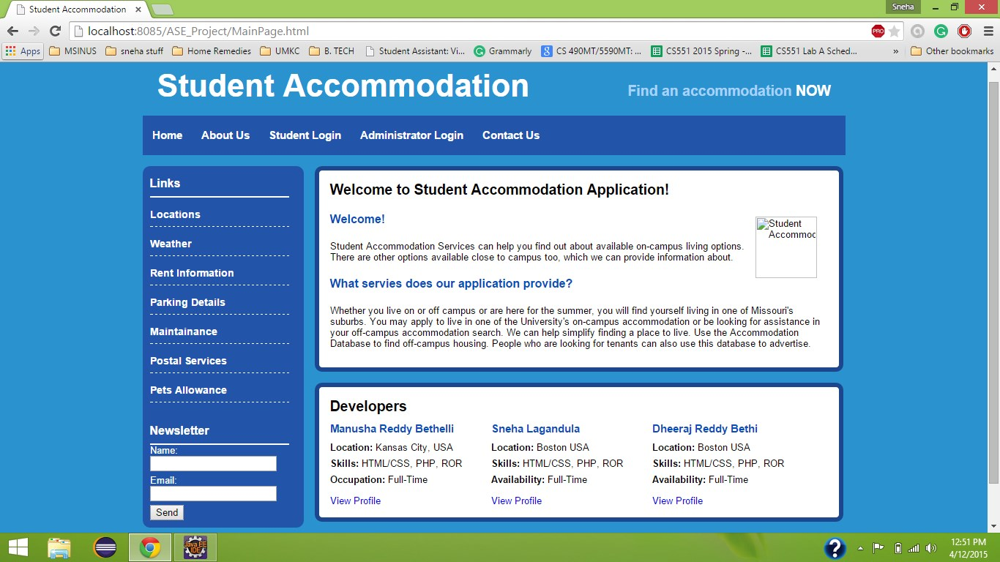 Student Accommodation
Sneha
localhost:8085/ASE_Project/MainPage.html
PRO
Apps MSINUS sneha stuff Home Remedies UMKC B. TECH Student Assistant: Vi... Grammarly CS 490MT/5590MT: ... CS551 2015 Spring -... CS551 Lab A Sched... » Other bookmarks
Student Accommodation
Find an accommodation NOW
Home About Us Student Login Administrator Login Contact Us
Links
Locations
Weather
Rent Information
Parking Details
Maintainance
Postal Services
Pets Allowance
Newsletter
Name:
Email:
Send
Welcome to Student Accommodation Application!
Welcome!
Student
Accommoc
Student Accommodation Services can help you find out about available on-campus living options.
There are other options available close to campus too, which we can provide information about.
What servies does our application provide?
Whether you live on or off campus or are here for the summer, you will find yourself living in one of Missouri's
suburbs. You may apply to live in one of the University's on-campus accommodation or be looking for assistance in
your off-campus accommodation search. We can help simplify finding a place to live. Use the Accommodation
Database to find off-campus housing. People who are looking for tenants can also use this database to advertise.
Developers
Manusha Reddy Bethelli Sneha Lagandula Dheeraj Reddy Bethi
Location: Kansas City, USA Location: Boston USA Location: Boston USA
Skills: HTML/CSS, PHP, ROR Skills: HTML/CSS, PHP, ROR Skills: HTML/CSS, PHP, ROR
Occupation: Full-Time Availability: Full-Time Availability: Full-Time
View Profile View Profile View Profile
Java EE
IDE
12:51 PM
4/12/2015